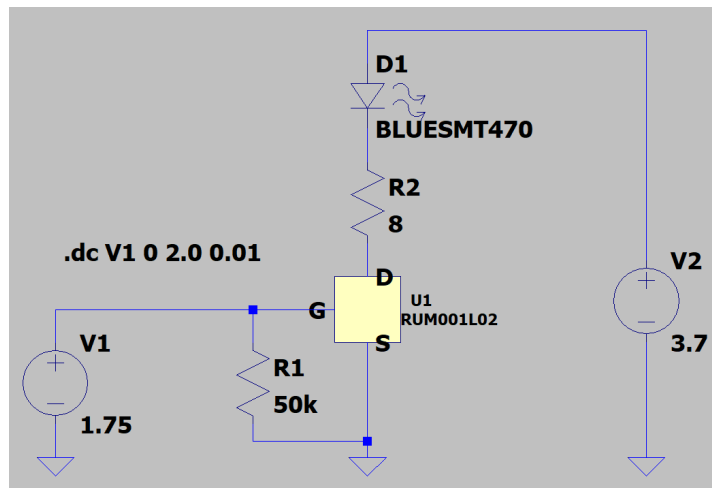 D1
BLUESMT470
R2
8
.dc V1 0 2.0 0.01
D
V2
G
U1
RUM001L02
S
3.7
V1
R1
50k
1.75